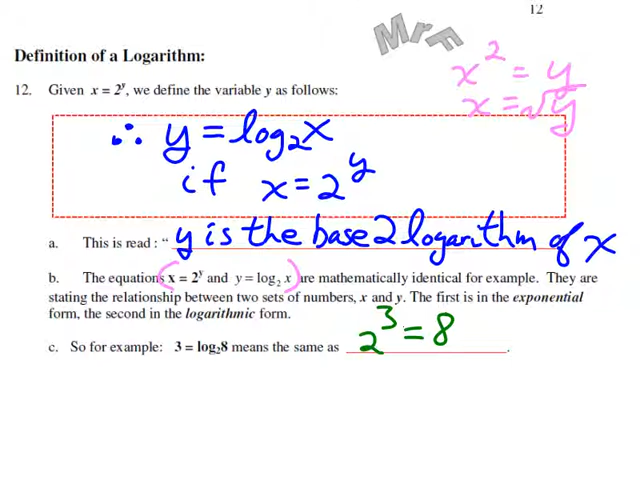 12
MrF
Definition of a Logarithm:
x² = y
12. Given x = 2ʸ, we define the variable y as follows:
x = √y
∴ y = log₂x
if x = 2ʸ
a. This is read : “ y is the base 2 logarithm of x
b. The equations (x = 2ʸ and y = log₂ x) are mathematically identical for example. They are
stating the relationship between two sets of numbers, x and y. The first is in the exponential
form, the second in the logarithmic form.
c. So for example: 3 = log₂8 means the same as 2³ = 8.